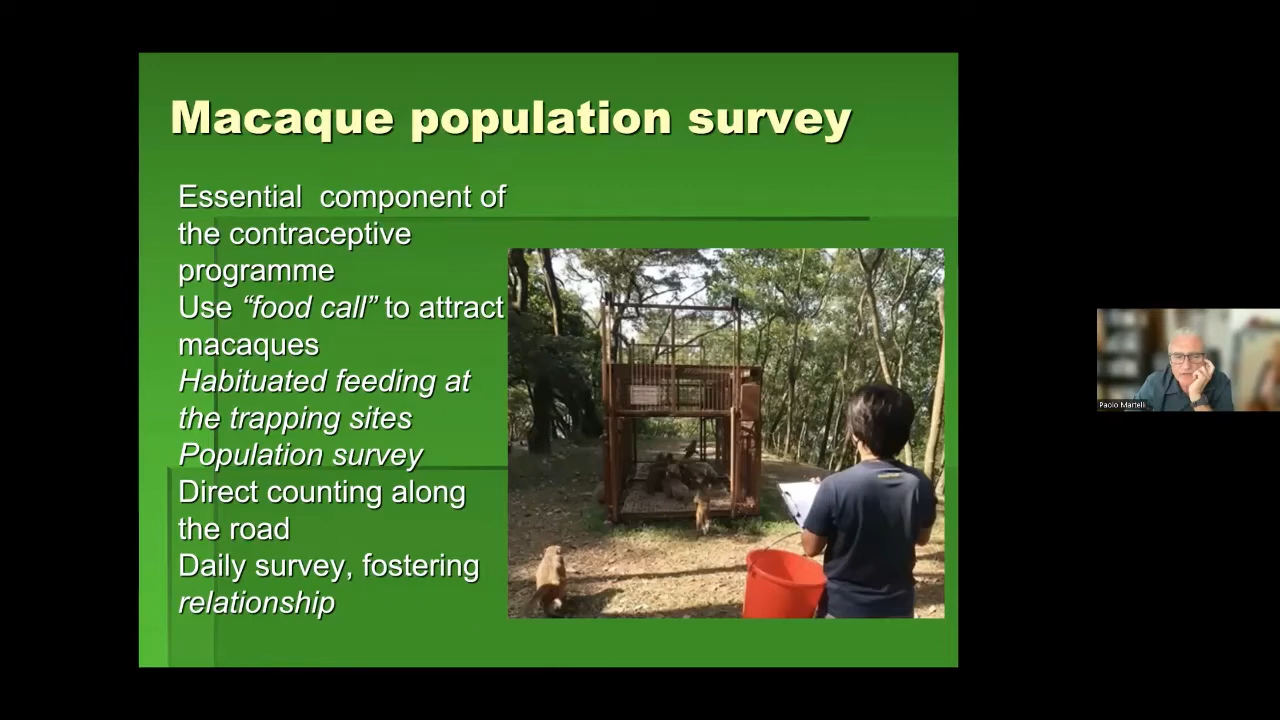 Macaque population survey
Essential component of
the contraceptive
programme
Use “food call” to attract
macaques
Habituated feeding at
the trapping sites
Population survey
Direct counting along
the road
Daily survey, fostering
relationship
Paolo Martelli